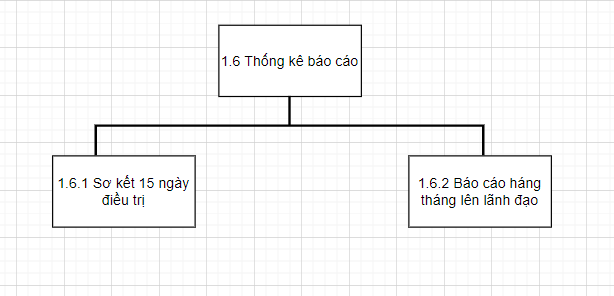 1.6 Thống kê báo cáo
1.6.1 Sơ kết 15 ngày
điều trị
1.6.2 Báo cáo háng
tháng lên lãnh đạo